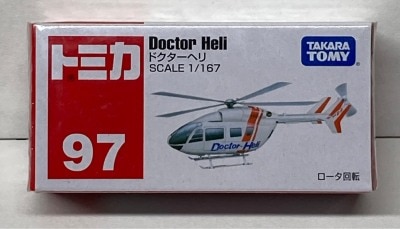 トミカ
97
Doctor Heli
ドクターヘリ
SCALE 1/167
TAKARA
TOMY
Doctor-Heli
ロータ回転